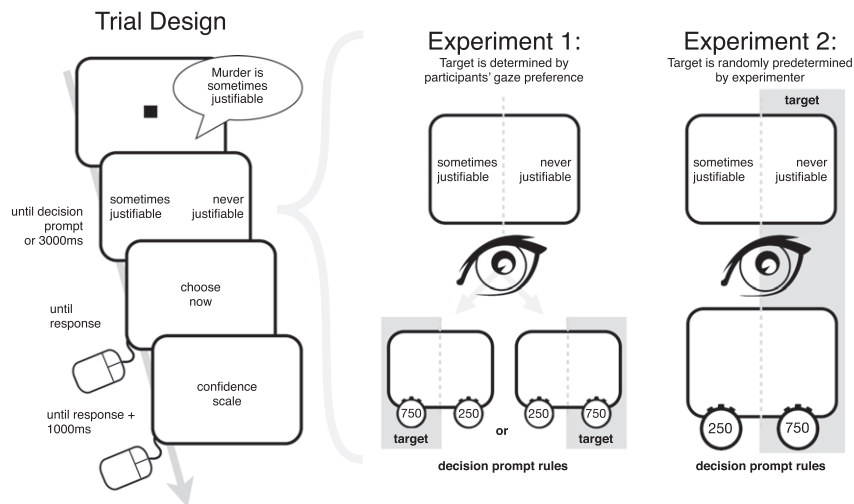 Trial Design
Murder is
sometimes
justifiable
sometimes
justifiable
never
justifiable
until decision
prompt
or 3000ms
choose
now
until
response
confidence
scale
until response +
1000ms
Experiment 1:
Target is determined by
participants' gaze preference
sometimes
justifiable
never
justifiable
750
250
target
or
250
750
target
decision prompt rules
Experiment 2:
Target is randomly predetermined
by experimenter
target
sometimes
justifiable
never
justifiable
250
750
decision prompt rules